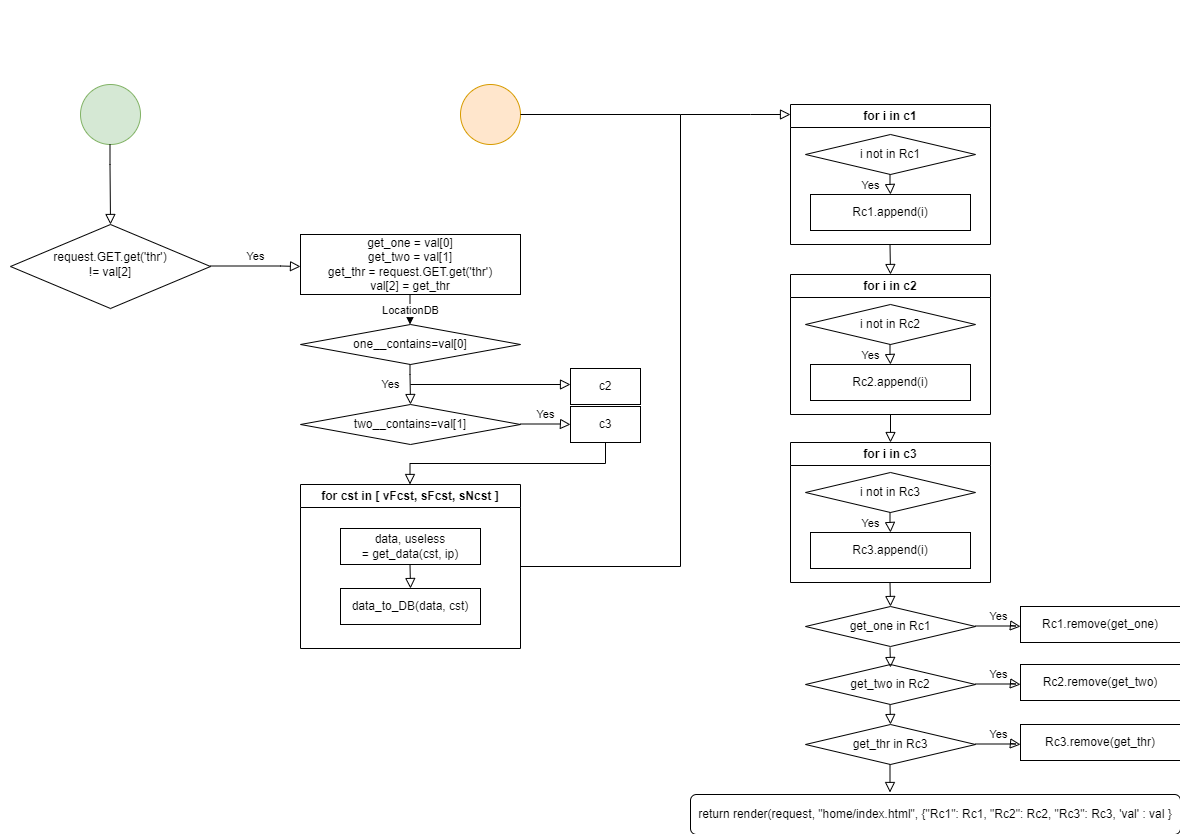 request.GET.get('thr')
!= val[2]
Yes
get_one = val[0]
get_two = val[1]
get_thr = request.GET.get('thr')
val[2] = get_thr
LocationDB
one__contains=val[0]
Yes
c2
two__contains=val[1]
Yes
c3
for cst in [ vFcst, sFcst, sNcst ]
data, useless
= get_data(cst, ip)
data_to_DB(data, cst)
for i in c1
i not in Rc1
Yes
Rc1.append(i)
for i in c2
i not in Rc2
Yes
Rc2.append(i)
for i in c3
i not in Rc3
Yes
Rc3.append(i)
get_one in Rc1
Yes
Rc1.remove(get_one)
get_two in Rc2
Yes
Rc2.remove(get_two)
get_thr in Rc3
Yes
Rc3.remove(get_thr)
return render(request, "home/index.html", {"Rc1": Rc1, "Rc2": Rc2, "Rc3": Rc3, 'val' : val }